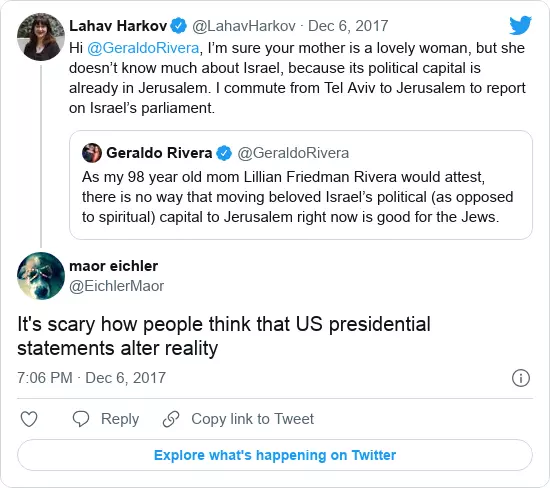 Lahav Harkov @LahavHarkov · Dec 6, 2017
Hi @GeraldoRivera, I’m sure your mother is a lovely woman, but she
doesn’t know much about Israel, because its political capital is
already in Jerusalem. I commute from Tel Aviv to Jerusalem to report
on Israel’s parliament.
Geraldo Rivera @GeraldoRivera
As my 98 year old mom Lillian Friedman Rivera would attest,
there is no way that moving beloved Israel’s political (as opposed
to spiritual) capital to Jerusalem right now is good for the Jews.
maor eichler
@EichlerMaor
It's scary how people think that US presidential
statements alter reality
7:06 PM · Dec 6, 2017
Reply Copy link to Tweet
Explore what's happening on Twitter